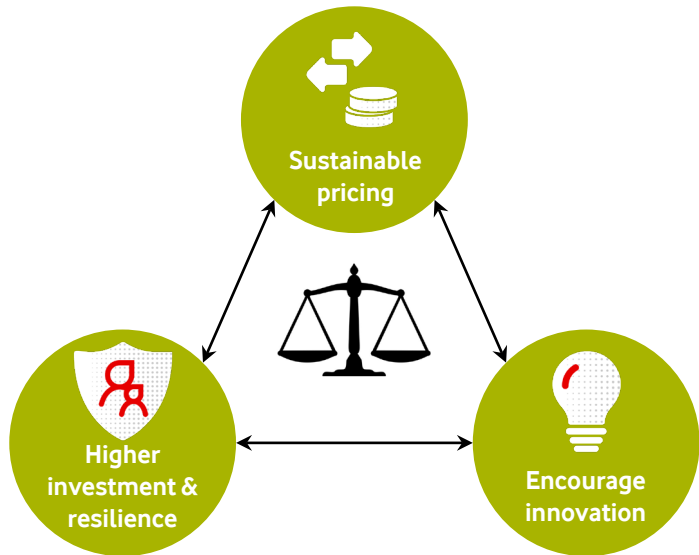 Sustainable
pricing
Higher
investment &
resilience
Encourage
innovation